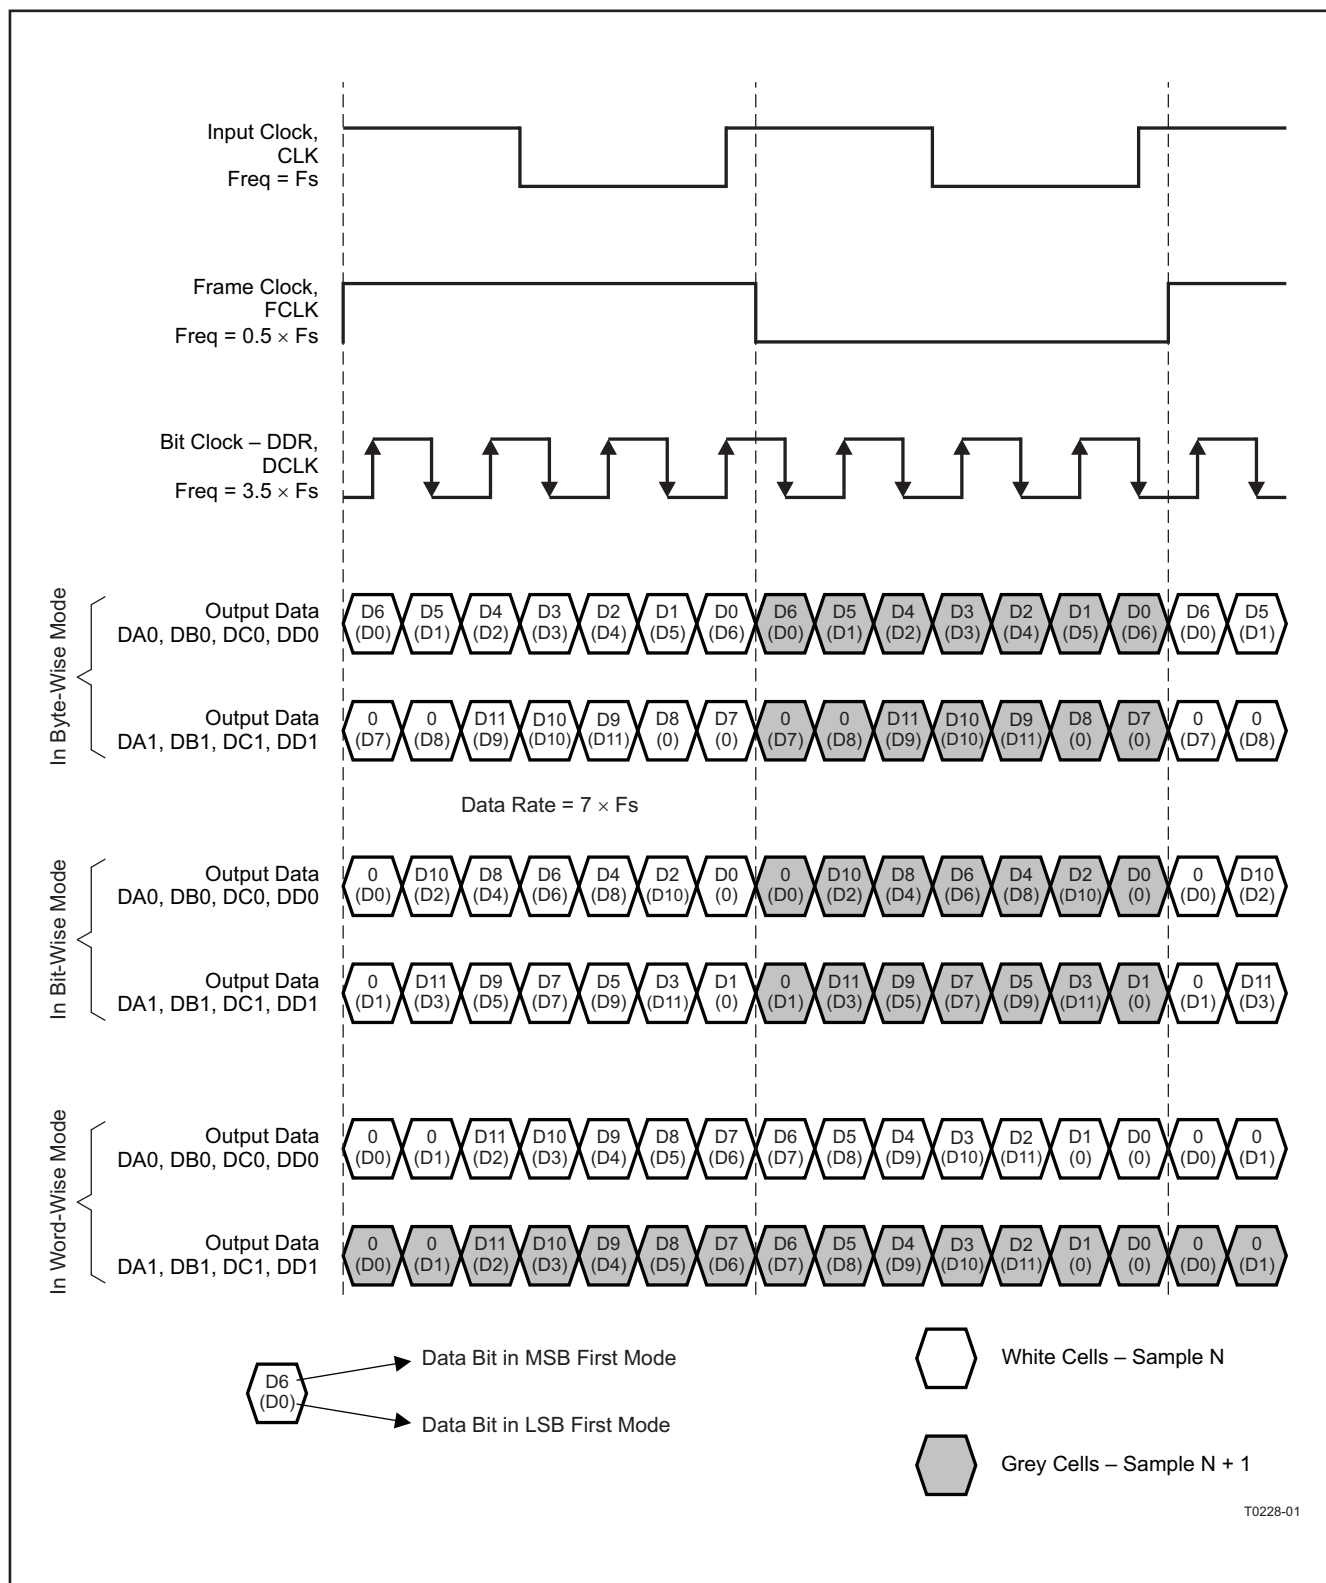 Input Clock,
CLK
Freq = Fs
Frame Clock,
FCLK
Freq = 0.5 × Fs
Bit Clock – DDR,
DCLK
Freq = 3.5 × Fs
In Byte-Wise Mode
Output Data
DA0, DB0, DC0, DD0
D6 D5 D4 D3 D2 D1 D0 D6 D5 D4 D3 D2 D1 D0 D6 D5
(D0) (D1) (D2) (D3) (D4) (D5) (D6) (D0) (D1) (D2) (D3) (D4) (D5) (D6) (D0) (D1)
Output Data
DA1, DB1, DC1, DD1
0 0 D11 D10 D9 D8 D7 0 0 D11 D10 D9 D8 D7 0 0
(D7) (D8) (D9) (D10) (D11) (0) (0) (D7) (D8) (D9) (D10) (D11) (0) (0) (D7) (D8)
Data Rate = 7 × Fs
In Bit-Wise Mode
Output Data
DA0, DB0, DC0, DD0
0 D10 D8 D6 D4 D2 D0 0 D10 D8 D6 D4 D2 D0 0 D10
(D0) (D2) (D4) (D6) (D8) (D10) (0) (D0) (D2) (D4) (D6) (D8) (D10) (0) (D0) (D2)
Output Data
DA1, DB1, DC1, DD1
0 D11 D9 D7 D5 D3 D1 0 D11 D9 D7 D5 D3 D1 0 D11
(D1) (D3) (D5) (D7) (D9) (D11) (0) (D1) (D3) (D5) (D7) (D9) (D11) (0) (D1) (D3)
In Word-Wise Mode
Output Data
DA0, DB0, DC0, DD0
0 0 D11 D10 D9 D8 D7 D6 D5 D4 D3 D2 D1 D0 0 0
(D0) (D1) (D2) (D3) (D4) (D5) (D6) (D7) (D8) (D9) (D10) (D11) (0) (0) (D0) (D1)
Output Data
DA1, DB1, DC1, DD1
0 0 D11 D10 D9 D8 D7 D6 D5 D4 D3 D2 D1 D0 0 0
(D0) (D1) (D2) (D3) (D4) (D5) (D6) (D7) (D8) (D9) (D10) (D11) (0) (0) (D0) (D1)
D6
(D0)
Data Bit in MSB First Mode
Data Bit in LSB First Mode
White Cells – Sample N
Grey Cells – Sample N + 1
T0228-01